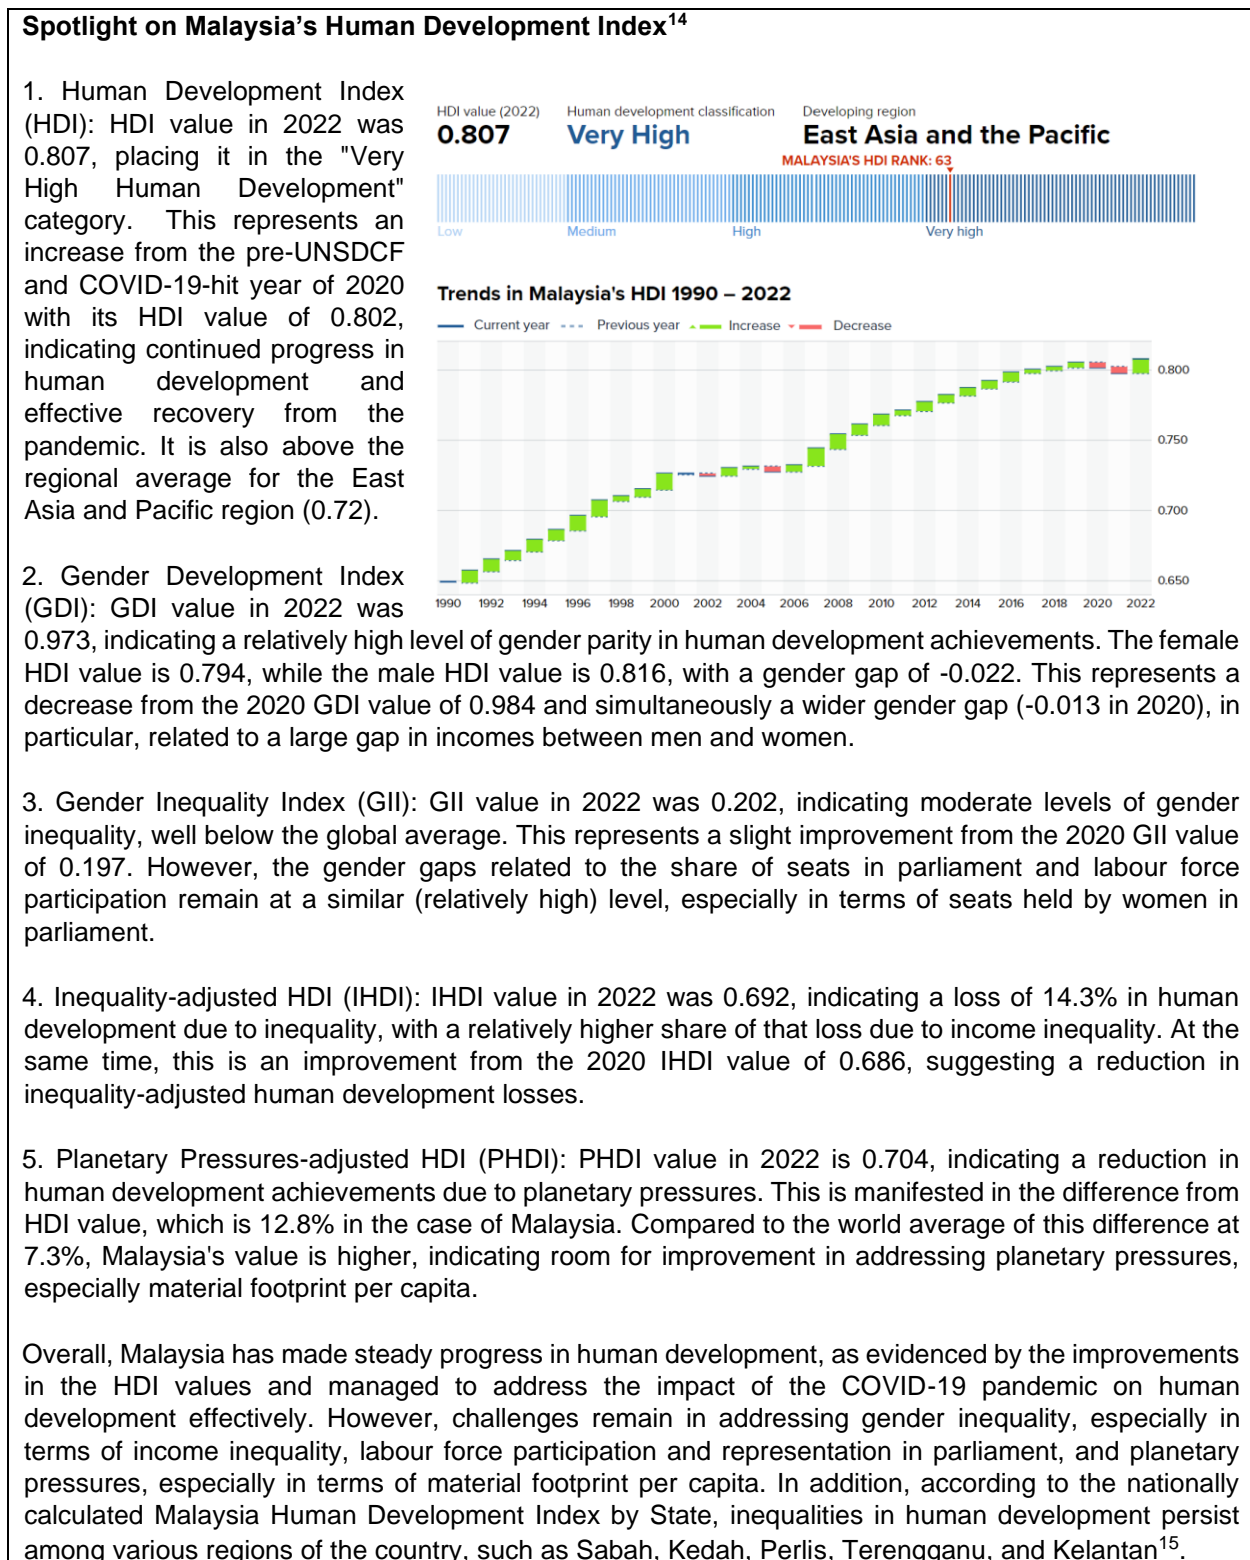 Spotlight on Malaysia's Human Development Index14
1. Human Development Index
(HDI): HDI value in 2022 was
0.807, placing it in the "Very
High Human Development"
category. This represents an
increase from the pre-UNSDCF
and COVID-19-hit year of 2020
with its HDI value of 0.802,
indicating continued progress in
human development and
effective recovery from the
pandemic. It is also above the
regional average for the East
Asia and Pacific region (0.72).
HDI value (2022) Human development classification Developing region
0.807 Very High East Asia and the Pacific
MALAYSIA'S HDI RANK: 63
Low Medium High Very high
Trends in Malaysia's HDI 1990 – 2022
Current year Previous year Increase Decrease
0.800
0.750
0.700
0.650
1990 1992 1994 1996 1998 2000 2002 2004 2006 2008 2010 2012 2014 2016 2018 2020 2022
2. Gender Development Index
(GDI): GDI value in 2022 was
0.973, indicating a relatively high level of gender parity in human development achievements. The female
HDI value is 0.794, while the male HDI value is 0.816, with a gender gap of -0.022. This represents a
decrease from the 2020 GDI value of 0.984 and simultaneously a wider gender gap (-0.013 in 2020), in
particular, related to a large gap in incomes between men and women.
3. Gender Inequality Index (GII): GII value in 2022 was 0.202, indicating moderate levels of gender
inequality, well below the global average. This represents a slight improvement from the 2020 GII value
of 0.197. However, the gender gaps related to the share of seats in parliament and labour force
participation remain at a similar (relatively high) level, especially in terms of seats held by women in
parliament.
4. Inequality-adjusted HDI (IHDI): IHDI value in 2022 was 0.692, indicating a loss of 14.3% in human
development due to inequality, with a relatively higher share of that loss due to income inequality. At the
same time, this is an improvement from the 2020 IHDI value of 0.686, suggesting a reduction in
inequality-adjusted human development losses.
5. Planetary Pressures-adjusted HDI (PHDI): PHDI value in 2022 is 0.704, indicating a reduction in
human development achievements due to planetary pressures. This is manifested in the difference from
HDI value, which is 12.8% in the case of Malaysia. Compared to the world average of this difference at
7.3%, Malaysia's value is higher, indicating room for improvement in addressing planetary pressures,
especially material footprint per capita.
Overall, Malaysia has made steady progress in human development, as evidenced by the improvements
in the HDI values and managed to address the impact of the COVID-19 pandemic on human
development effectively. However, challenges remain in addressing gender inequality, especially in
terms of income inequality, labour force participation and representation in parliament, and planetary
pressures, especially in terms of material footprint per capita. In addition, according to the nationally
calculated Malaysia Human Development Index by State, inequalities in human development persist
among various regions of the country, such as Sabah, Kedah, Perlis, Terengganu, and Kelantan15.